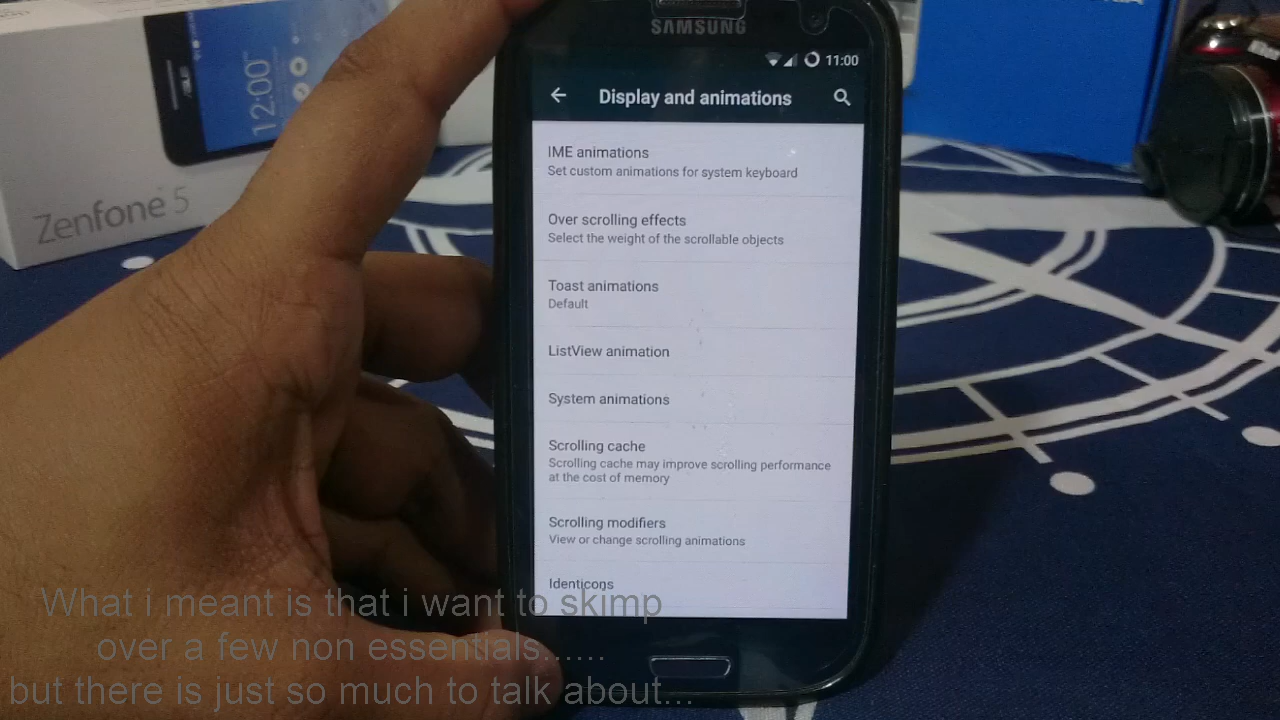 SAMSUNG
11:00
Display and animations
IME animations
Set custom animations for system keyboard
Over scrolling effects
Select the weight of the scrollable objects
Toast animations
Default
ListView animation
System animations
Scrolling cache
Scrolling cache may improve scrolling performance
at the cost of memory
Scrolling modifiers
View or change scrolling animations
Identicons
12:00
Zenfone 5
What i meant is that i want to skimp
over a few non essentials......
but there is just so much to talk about...